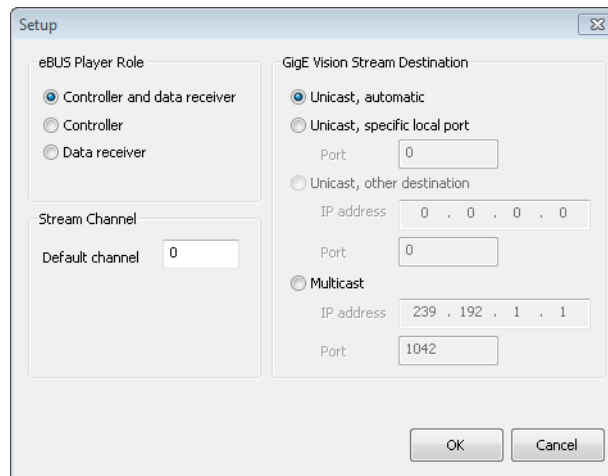 Setup
eBUS Player Role
Controller and data receiver
Controller
Data receiver
Stream Channel
Default channel 0
GigE Vision Stream Destination
Unicast, automatic
Unicast, specific local port
Port 0
Unicast, other destination
IP address 0 . 0 . 0 . 0
Port 0
Multicast
IP address 239 . 192 . 1 . 1
Port 1042
OK Cancel